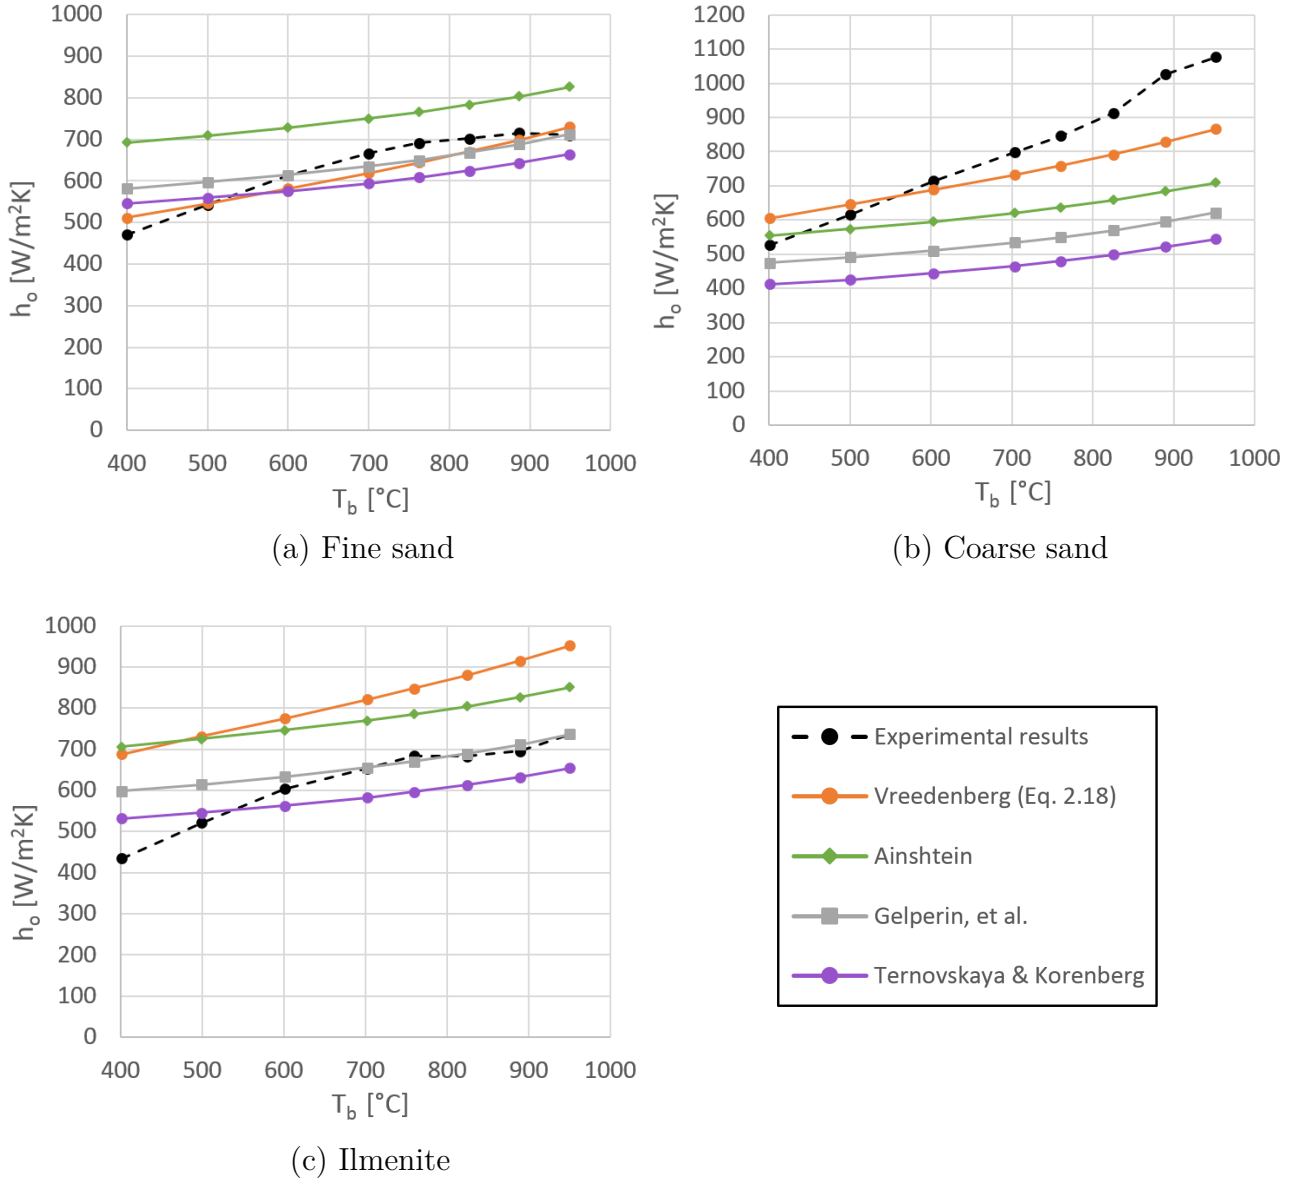 1000
900
800
700
600
500
400
300
200
100
0
hₒ [W/m²K]
400 500 600 700 800 900 1000
T_b [°C]
(a) Fine sand
1200
1100
1000
900
800
700
600
500
400
300
200
100
0
hₒ [W/m²K]
400 500 600 700 800 900 1000
T_b [°C]
(b) Coarse sand
1000
900
800
700
600
500
400
300
200
100
0
hₒ [W/m²K]
400 500 600 700 800 900 1000
T_b [°C]
(c) Ilmenite
Experimental results
Vreedenberg (Eq. 2.18)
Ainshtein
Gelperin, et al.
Ternovskaya & Korenberg